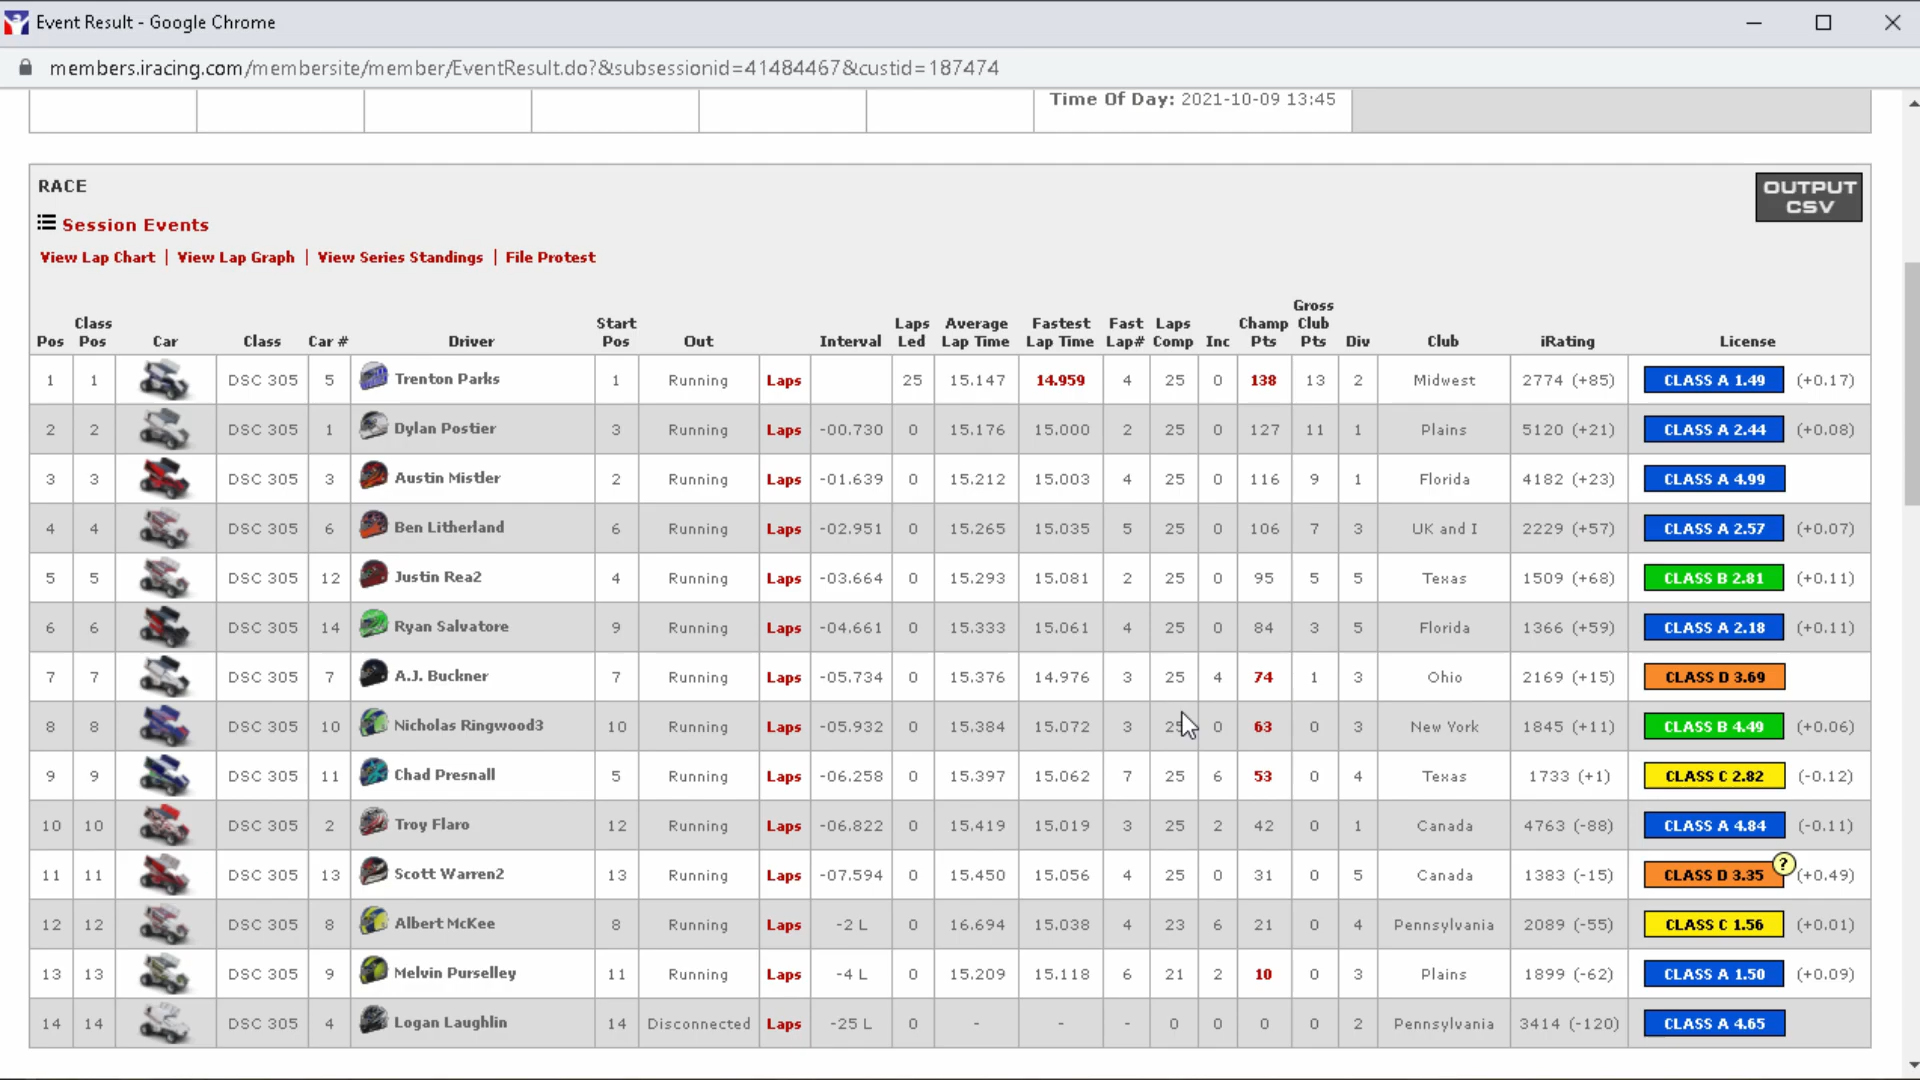 Event Result - Google Chrome
members.iracing.com/membersite/member/EventResult.do?&subsessionid=41484467&custid=187474
Time Of Day: 2021-10-09 13:45
RACE
OUTPUT
CSV
Session Events
View Lap Chart | View Lap Graph | View Series Standings | File Protest
Pos Class Pos Car Class Car # Driver Start Pos Out Interval Laps Led Average Lap Time Fastest Lap Time Fast Lap# Laps Comp Inc Champ Pts Gross Club Pts Div Club iRating License
1 1 DSC 305 5 Trenton Parks 1 Running Laps 25 15.147 14.959 4 25 0 138 13 2 Midwest 2774 (+85) CLASS A 1.49 (+0.17)
2 2 DSC 305 1 Dylan Postier 3 Running Laps -00.730 0 15.176 15.000 2 25 0 127 11 1 Plains 5120 (+21) CLASS A 2.44 (+0.08)
3 3 DSC 305 3 Austin Mistler 2 Running Laps -01.639 0 15.212 15.003 4 25 0 116 9 1 Florida 4182 (+23) CLASS A 4.99
4 4 DSC 305 6 Ben Litherland 6 Running Laps -02.951 0 15.265 15.035 5 25 0 106 7 3 UK and I 2229 (+57) CLASS A 2.57 (+0.07)
5 5 DSC 305 12 Justin Rea2 4 Running Laps -03.664 0 15.293 15.081 2 25 0 95 5 5 Texas 1509 (+68) CLASS B 2.81 (+0.11)
6 6 DSC 305 14 Ryan Salvatore 9 Running Laps -04.661 0 15.333 15.061 4 25 0 84 3 5 Florida 1366 (+59) CLASS A 2.18 (+0.11)
7 7 DSC 305 7 A.J. Buckner 7 Running Laps -05.734 0 15.376 14.976 3 25 4 74 1 3 Ohio 2169 (+15) CLASS D 3.69
8 8 DSC 305 10 Nicholas Ringwood3 10 Running Laps -05.932 0 15.384 15.072 3 25 0 63 0 3 New York 1845 (+11) CLASS B 4.49 (+0.06)
9 9 DSC 305 11 Chad Presnall 5 Running Laps -06.258 0 15.397 15.062 7 25 6 53 0 4 Texas 1733 (+1) CLASS C 2.82 (-0.12)
10 10 DSC 305 2 Troy Flaro 12 Running Laps -06.822 0 15.419 15.019 3 25 2 42 0 1 Canada 4763 (-88) CLASS A 4.84 (-0.11)
11 11 DSC 305 13 Scott Warren2 13 Running Laps -07.594 0 15.450 15.056 4 25 0 31 0 5 Canada 1383 (-15) CLASS D 3.35 ? (+0.49)
12 12 DSC 305 8 Albert McKee 8 Running Laps -2 L 0 16.694 15.038 4 23 6 21 0 4 Pennsylvania 2089 (-55) CLASS C 1.56 (+0.01)
13 13 DSC 305 9 Melvin Purselley 11 Running Laps -4 L 0 15.209 15.118 6 21 2 10 0 3 Plains 1899 (-62) CLASS A 1.50 (+0.09)
14 14 DSC 305 4 Logan Laughlin 14 Disconnected Laps -25 L 0 - - - 0 0 0 0 2 Pennsylvania 3414 (-120) CLASS A 4.65